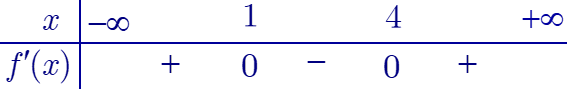 x −∞ 1 4 +∞
f′(x) + 0 − 0 +